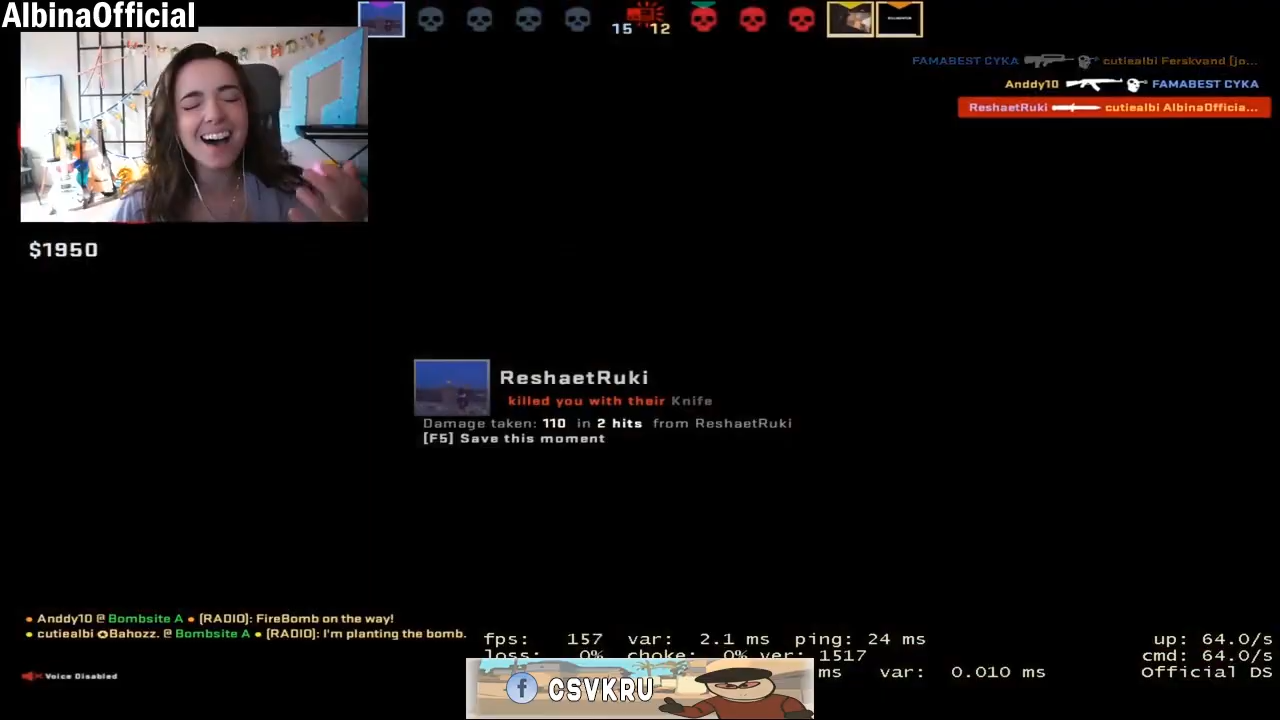 AlbinaOfficial
15 12
FAMABEST CYKA cutiealbi Ferskvand [jo...
Anddy10 FAMABEST CYKA
ReshaetRuki cutiealbi AlbinaOfficia...
$1950
ReshaetRuki
killed you with their Knife
Damage taken: 110 in 2 hits from ReshaetRuki
[F5] Save this moment
Anddy10 @ Bombsite A • (RADIO): FireBomb on the way!
cutiealbi ✪Bahozz. @ Bombsite A • (RADIO): I'm planting the bomb.
Voice Disabled
fps: 157 var: 2.1 ms ping: 24 ms
loss: 0% choke: 0% ver: 1517
ms var: 0.010 ms
up: 64.0/s
cmd: 64.0/s
Official DS
f CSVKRU